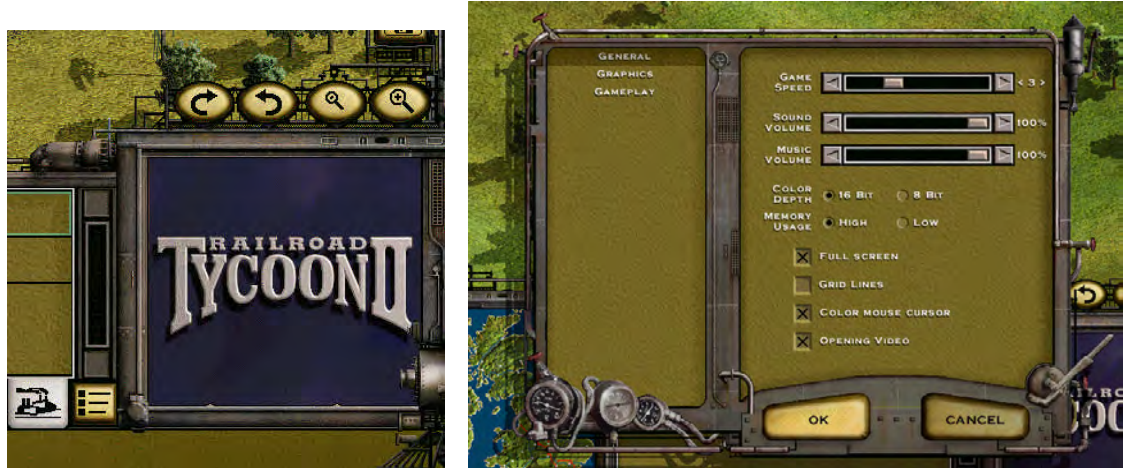 RAILROAD
TYCOON II
GENERAL
GRAPHICS
GAMEPLAY
GAME
SPEED
< 3 >
SOUND
VOLUME
100%
MUSIC
VOLUME
100%
COLOR
DEPTH
16 BIT
8 BIT
MEMORY
USAGE
HIGH
LOW
FULL SCREEN
GRID LINES
COLOR MOUSE CURSOR
OPENING VIDEO
OK
CANCEL